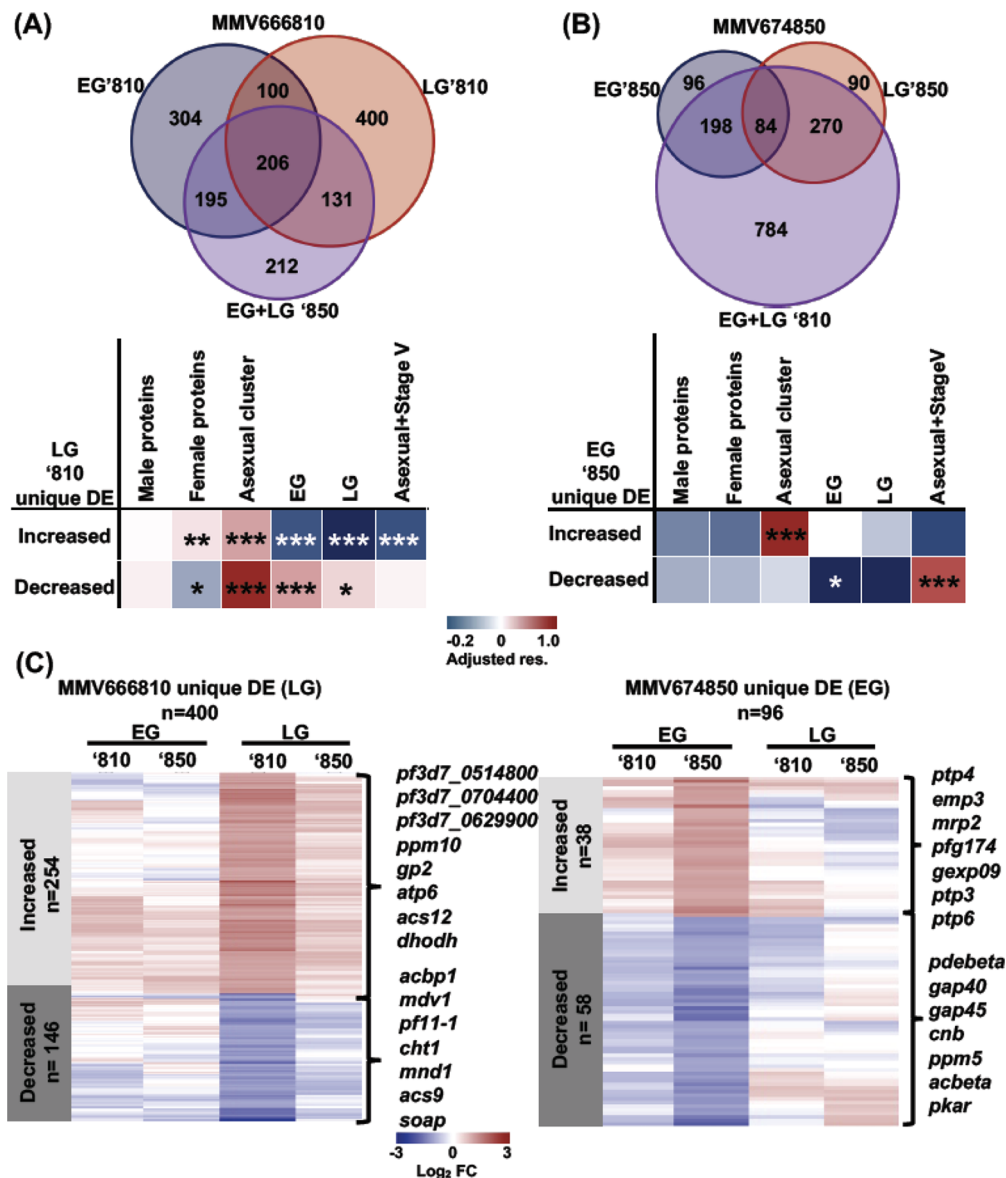 (A)
MMV666810
EG'810
LG'810
304
100
400
206
195
131
212
EG+LG ‘850
LG
‘810
unique DE
Male proteins
Female proteins
Asexual cluster
EG
LG
Asexual+Stage V
Increased
** *** *** *** ***
Decreased
* *** *** *
(B)
MMV674850
EG’850
LG’850
96
90
198
84
270
784
EG+LG ‘810
EG
‘850
unique DE
Male proteins
Female proteins
Asexual cluster
EG
LG
Asexual+StageV
Increased
***
Decreased
* ***
-0.2 0 1.0
Adjusted res.
(C)
MMV666810 unique DE (LG)
n=400
EG LG
‘810 ‘850 ‘810 ‘850
Increased
n=254
Decreased
n= 146
pf3d7_0514800
pf3d7_0704400
pf3d7_0629900
ppm10
gp2
atp6
acs12
dhodh
acbp1
mdv1
pf11-1
cht1
mnd1
acs9
soap
-3 0 3
Log₂ FC
MMV674850 unique DE (EG)
n=96
EG LG
‘810 ‘850 ‘810 ‘850
Increased
n=38
Decreased
n= 58
ptp4
emp3
mrp2
pfg174
gexp09
ptp3
ptp6
pdebeta
gap40
gap45
cnb
ppm5
acbeta
pkar